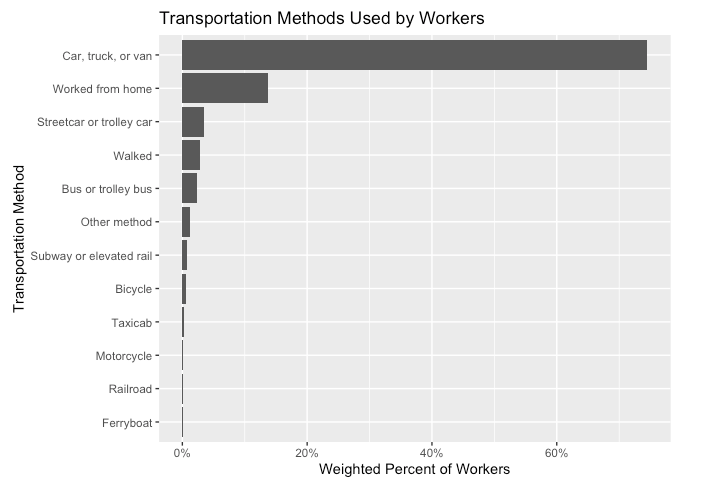 Transportation Methods Used by Workers
Transportation Method
Car, truck, or van
Worked from home
Streetcar or trolley car
Walked
Bus or trolley bus
Other method
Subway or elevated rail
Bicycle
Taxicab
Motorcycle
Railroad
Ferryboat
0% 20% 40% 60%
Weighted Percent of Workers